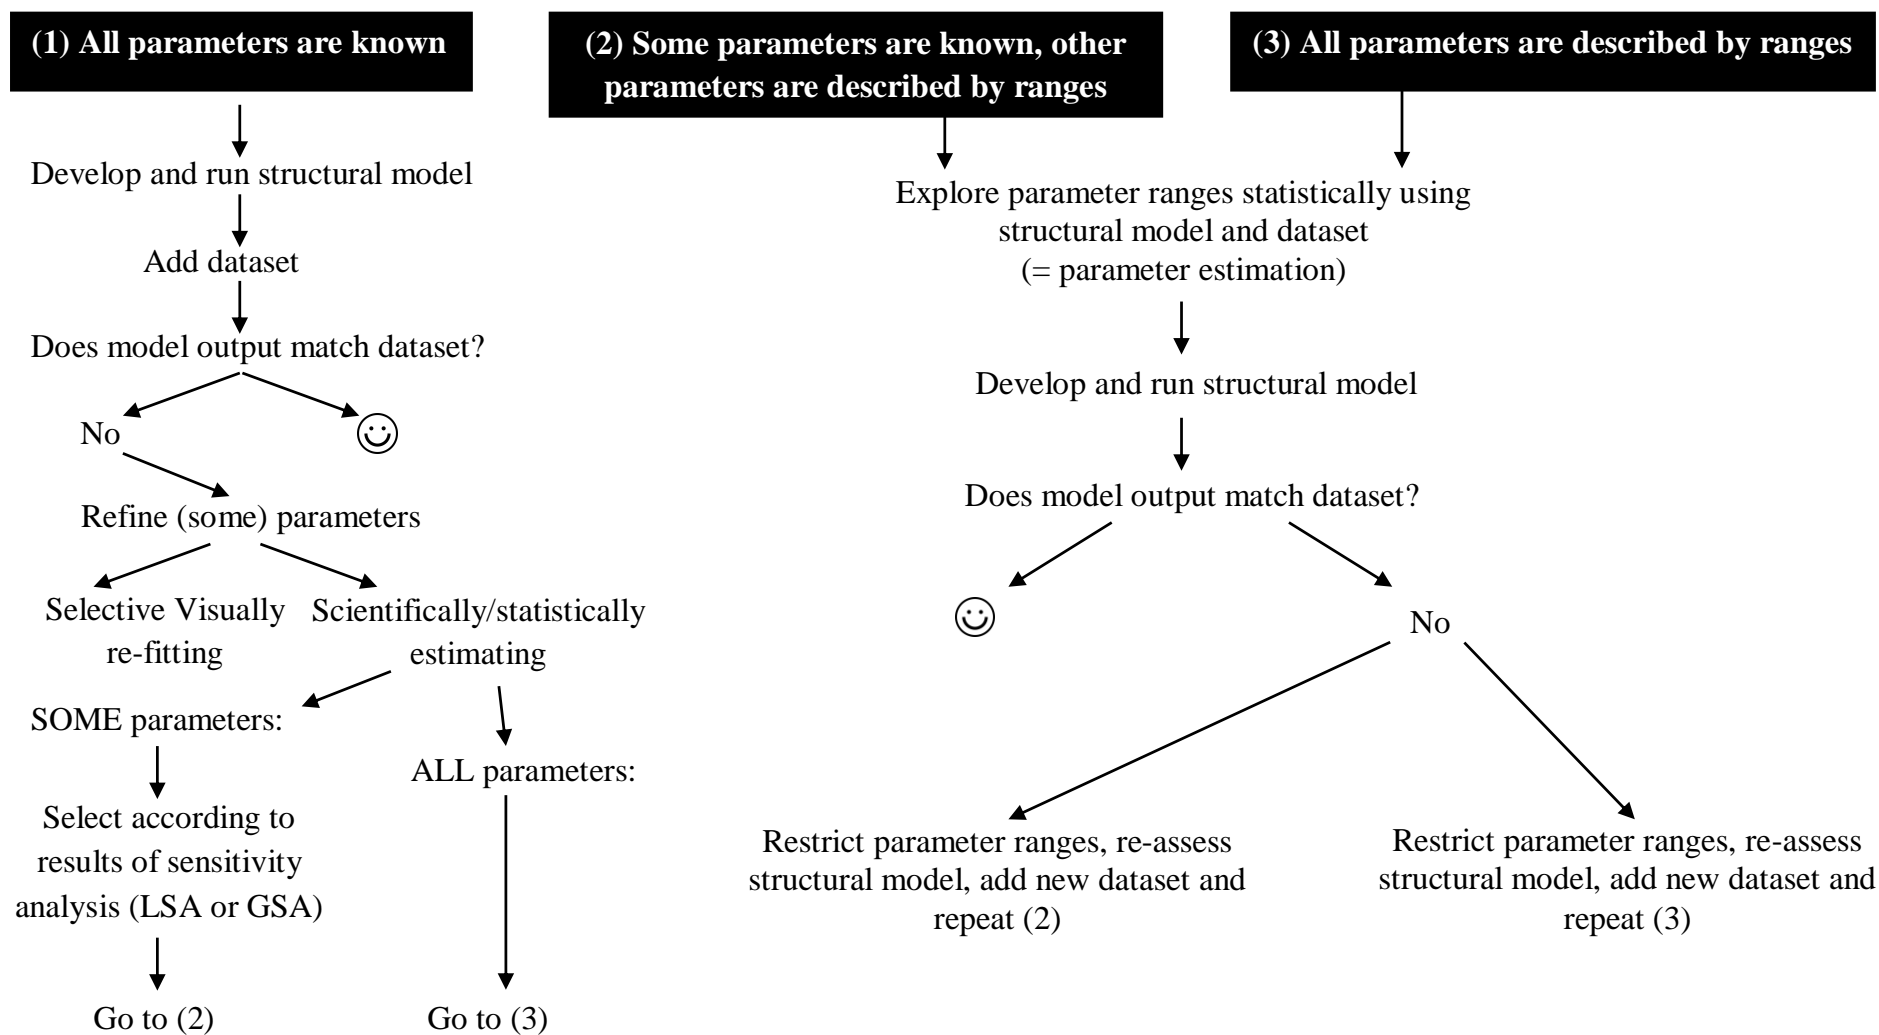 (1) All parameters are known
Develop and run structural model
Add dataset
Does model output match dataset?
No
Refine (some) parameters
Selective Visually
re-fitting
Scientifically/statistically
estimating
SOME parameters:
Select according to
results of sensitivity
analysis (LSA or GSA)
Go to (2)
ALL parameters:
Go to (3)
(2) Some parameters are known, other
parameters are described by ranges
(3) All parameters are described by ranges
Explore parameter ranges statistically using
structural model and dataset
(= parameter estimation)
Develop and run structural model
Does model output match dataset?
No
Restrict parameter ranges, re-assess
structural model, add new dataset and
repeat (2)
Restrict parameter ranges, re-assess
structural model, add new dataset and
repeat (3)